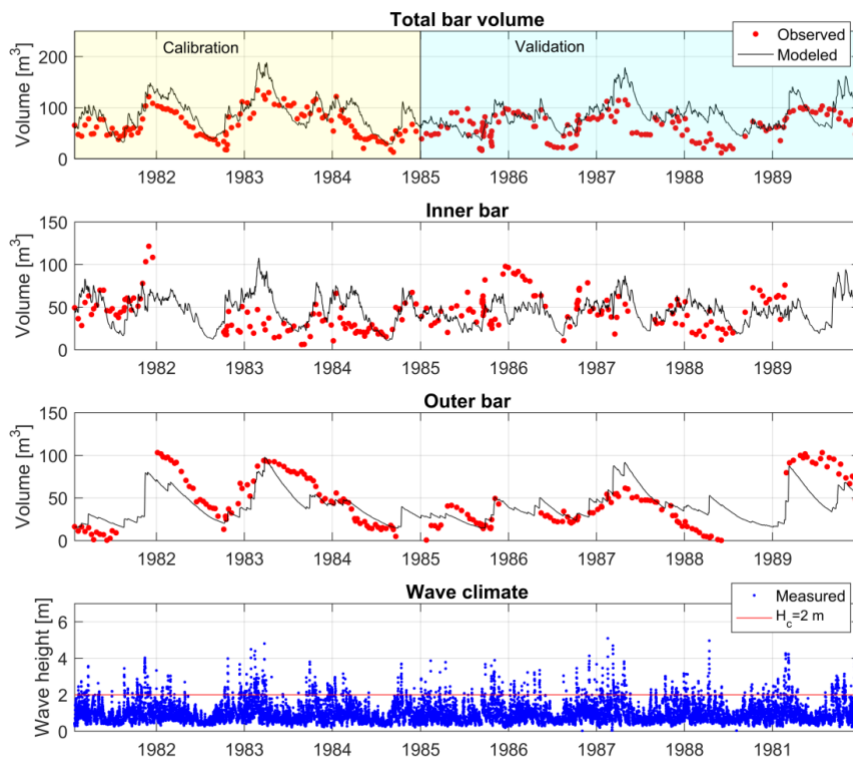 Total bar volume
Calibration
Validation
Observed
Modeled
Volume [m³]
200
100
0
1982 1983 1984 1985 1986 1987 1988 1989
Inner bar
Volume [m³]
150
100
50
0
1982 1983 1984 1985 1986 1987 1988 1989
Outer bar
Volume [m³]
150
100
50
0
1982 1983 1984 1985 1986 1987 1988 1989
Wave climate
Measured
H_c=2 m
Wave height [m]
6
4
2
0
1982 1983 1984 1985 1986 1987 1988 1981